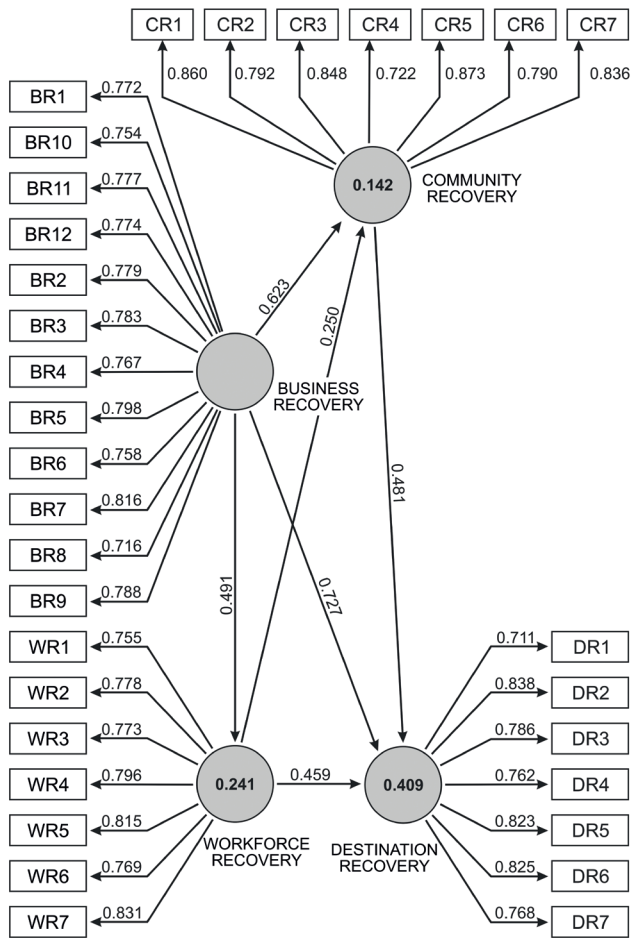 CR1 CR2 CR3 CR4 CR5 CR6 CR7
0.860 0.792 0.848 0.722 0.873 0.790 0.836
BR1 0.772
BR10 0.754
BR11 0.777
BR12 0.774
BR2 0.779
BR3 0.783
BR4 0.767
BR5 0.798
BR6 0.758
BR7 0.816
BR8 0.716
BR9 0.788
0.142
COMMUNITY
RECOVERY
0.623
0.250
BUSINESS
RECOVERY
0.481
0.491
0.727
WR1 0.755
WR2 0.778
WR3 0.773
WR4 0.796
WR5 0.815
WR6 0.769
WR7 0.831
0.241
0.459
0.409
WORKFORCE
RECOVERY
DESTINATION
RECOVERY
0.711 DR1
0.838 DR2
0.786 DR3
0.762 DR4
0.823 DR5
0.825 DR6
0.768 DR7